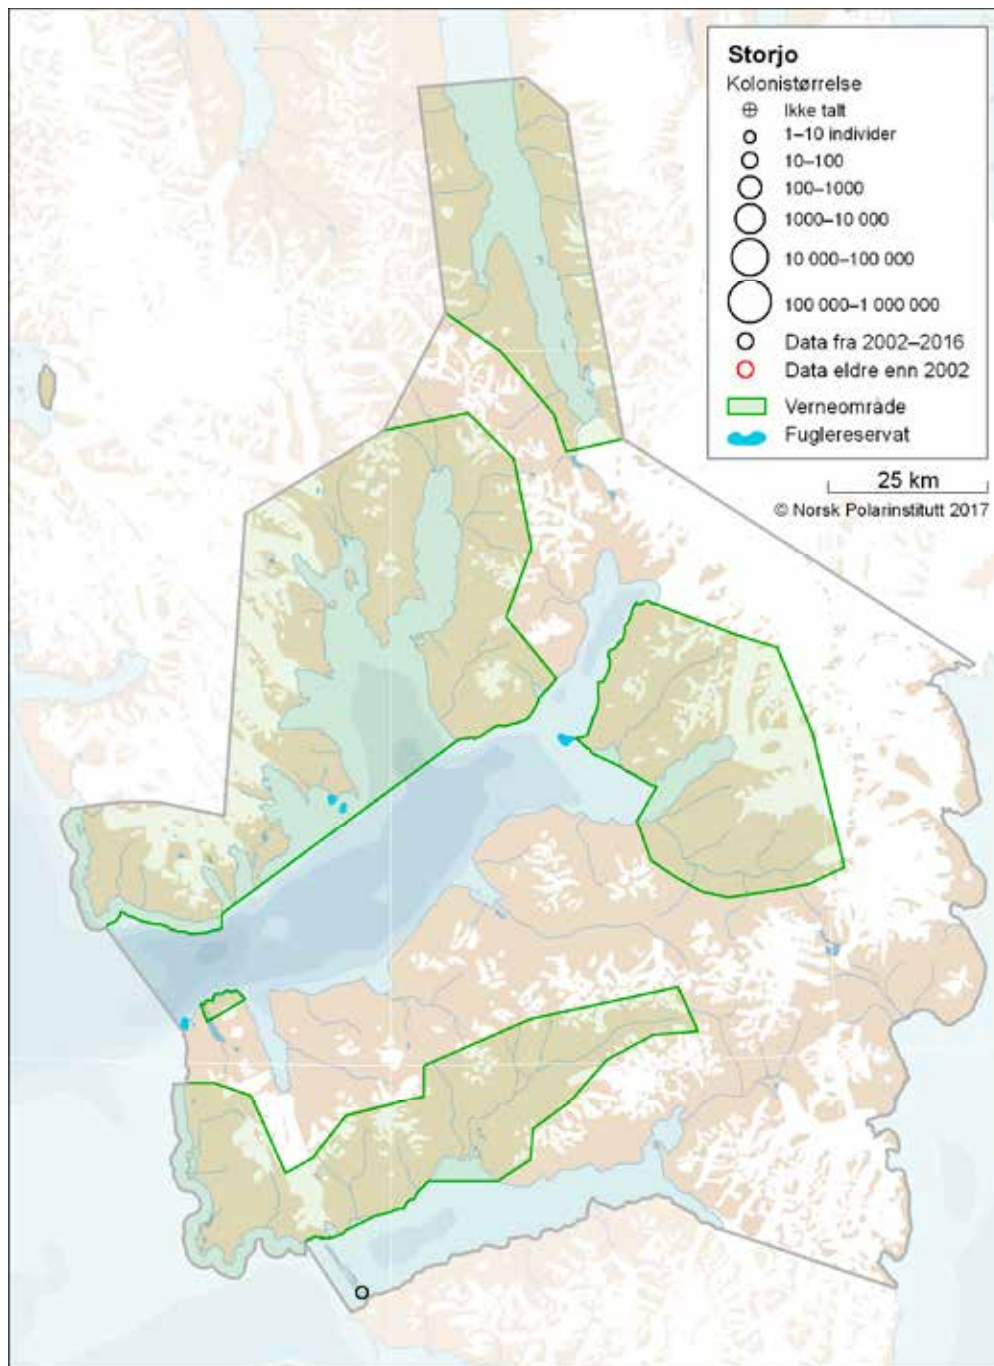 Storjo
Kolonistørrelse
Ikke talt
1–10 individer
10–100
100–1000
1000–10 000
10 000–100 000
100 000–1 000 000
Data fra 2002–2016
Data eldre enn 2002
Verneområde
Fuglereservat
25 km
© Norsk Polarinstitutt 2017